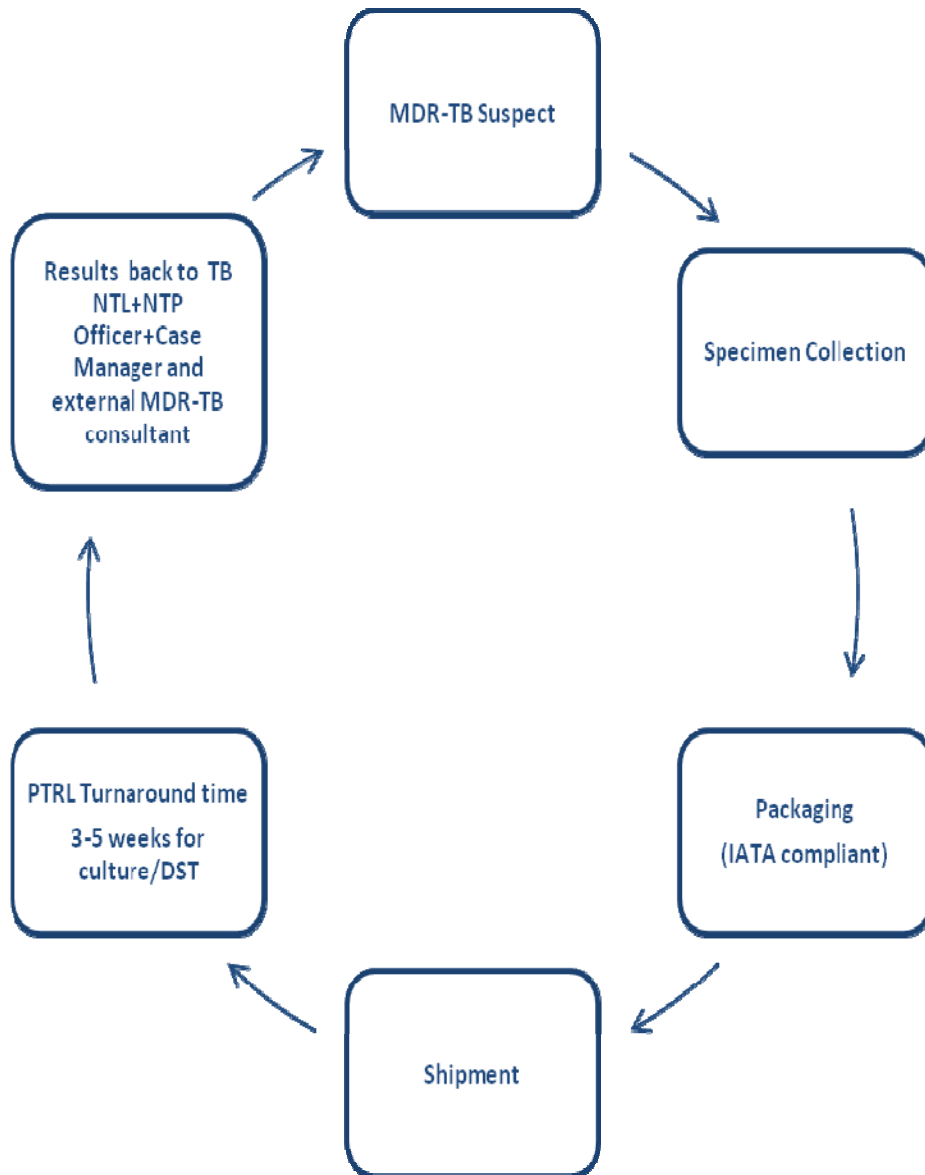 MDR-TB Suspect
Specimen Collection
Packaging
(IATA compliant)
Shipment
PTRL Turnaround time
3-5 weeks for
culture/DST
Results back to TB
NTL+NTP
Officer+Case
Manager and
external MDR-TB
consultant